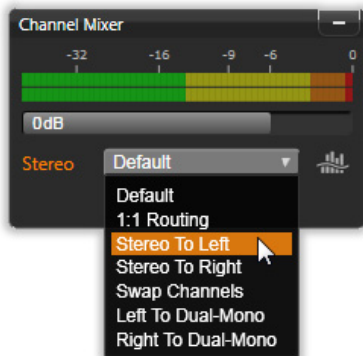 Channel Mixer
-32 -16 -9 -6 0
0dB
Stereo Default
Default
1:1 Routing
Stereo To Left
Stereo To Right
Swap Channels
Left To Dual-Mono
Right To Dual-Mono